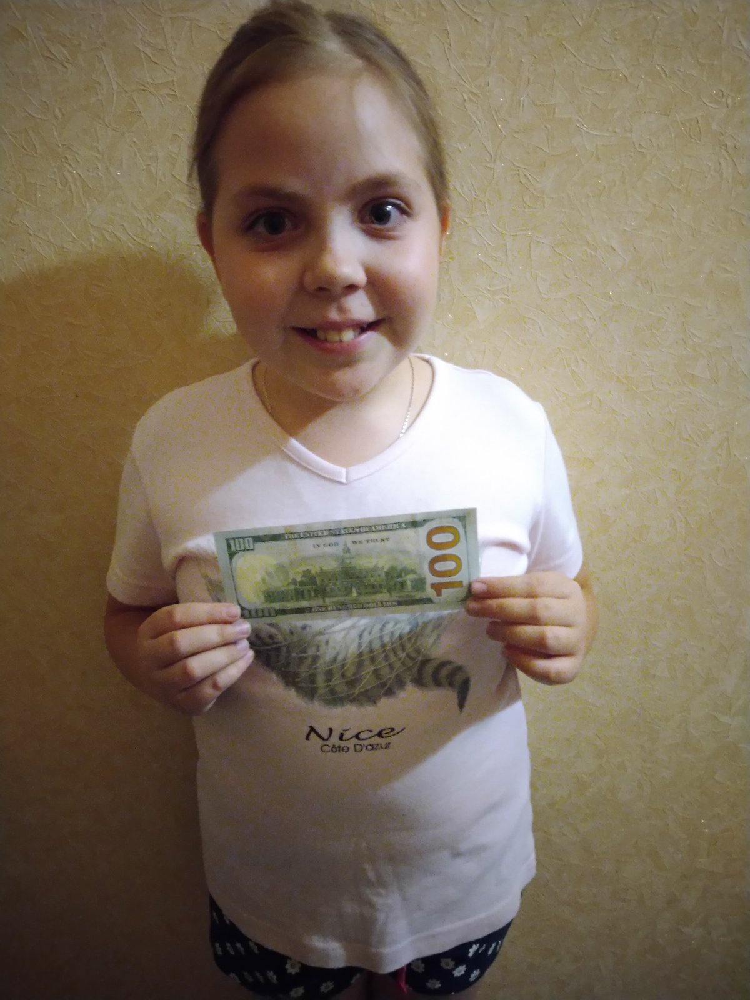 100
THE UNITED STATES OF AMERICA
IN GOD WE TRUST
100
100
ONE HUNDRED DOLLARS
Nice
Côte D'azur